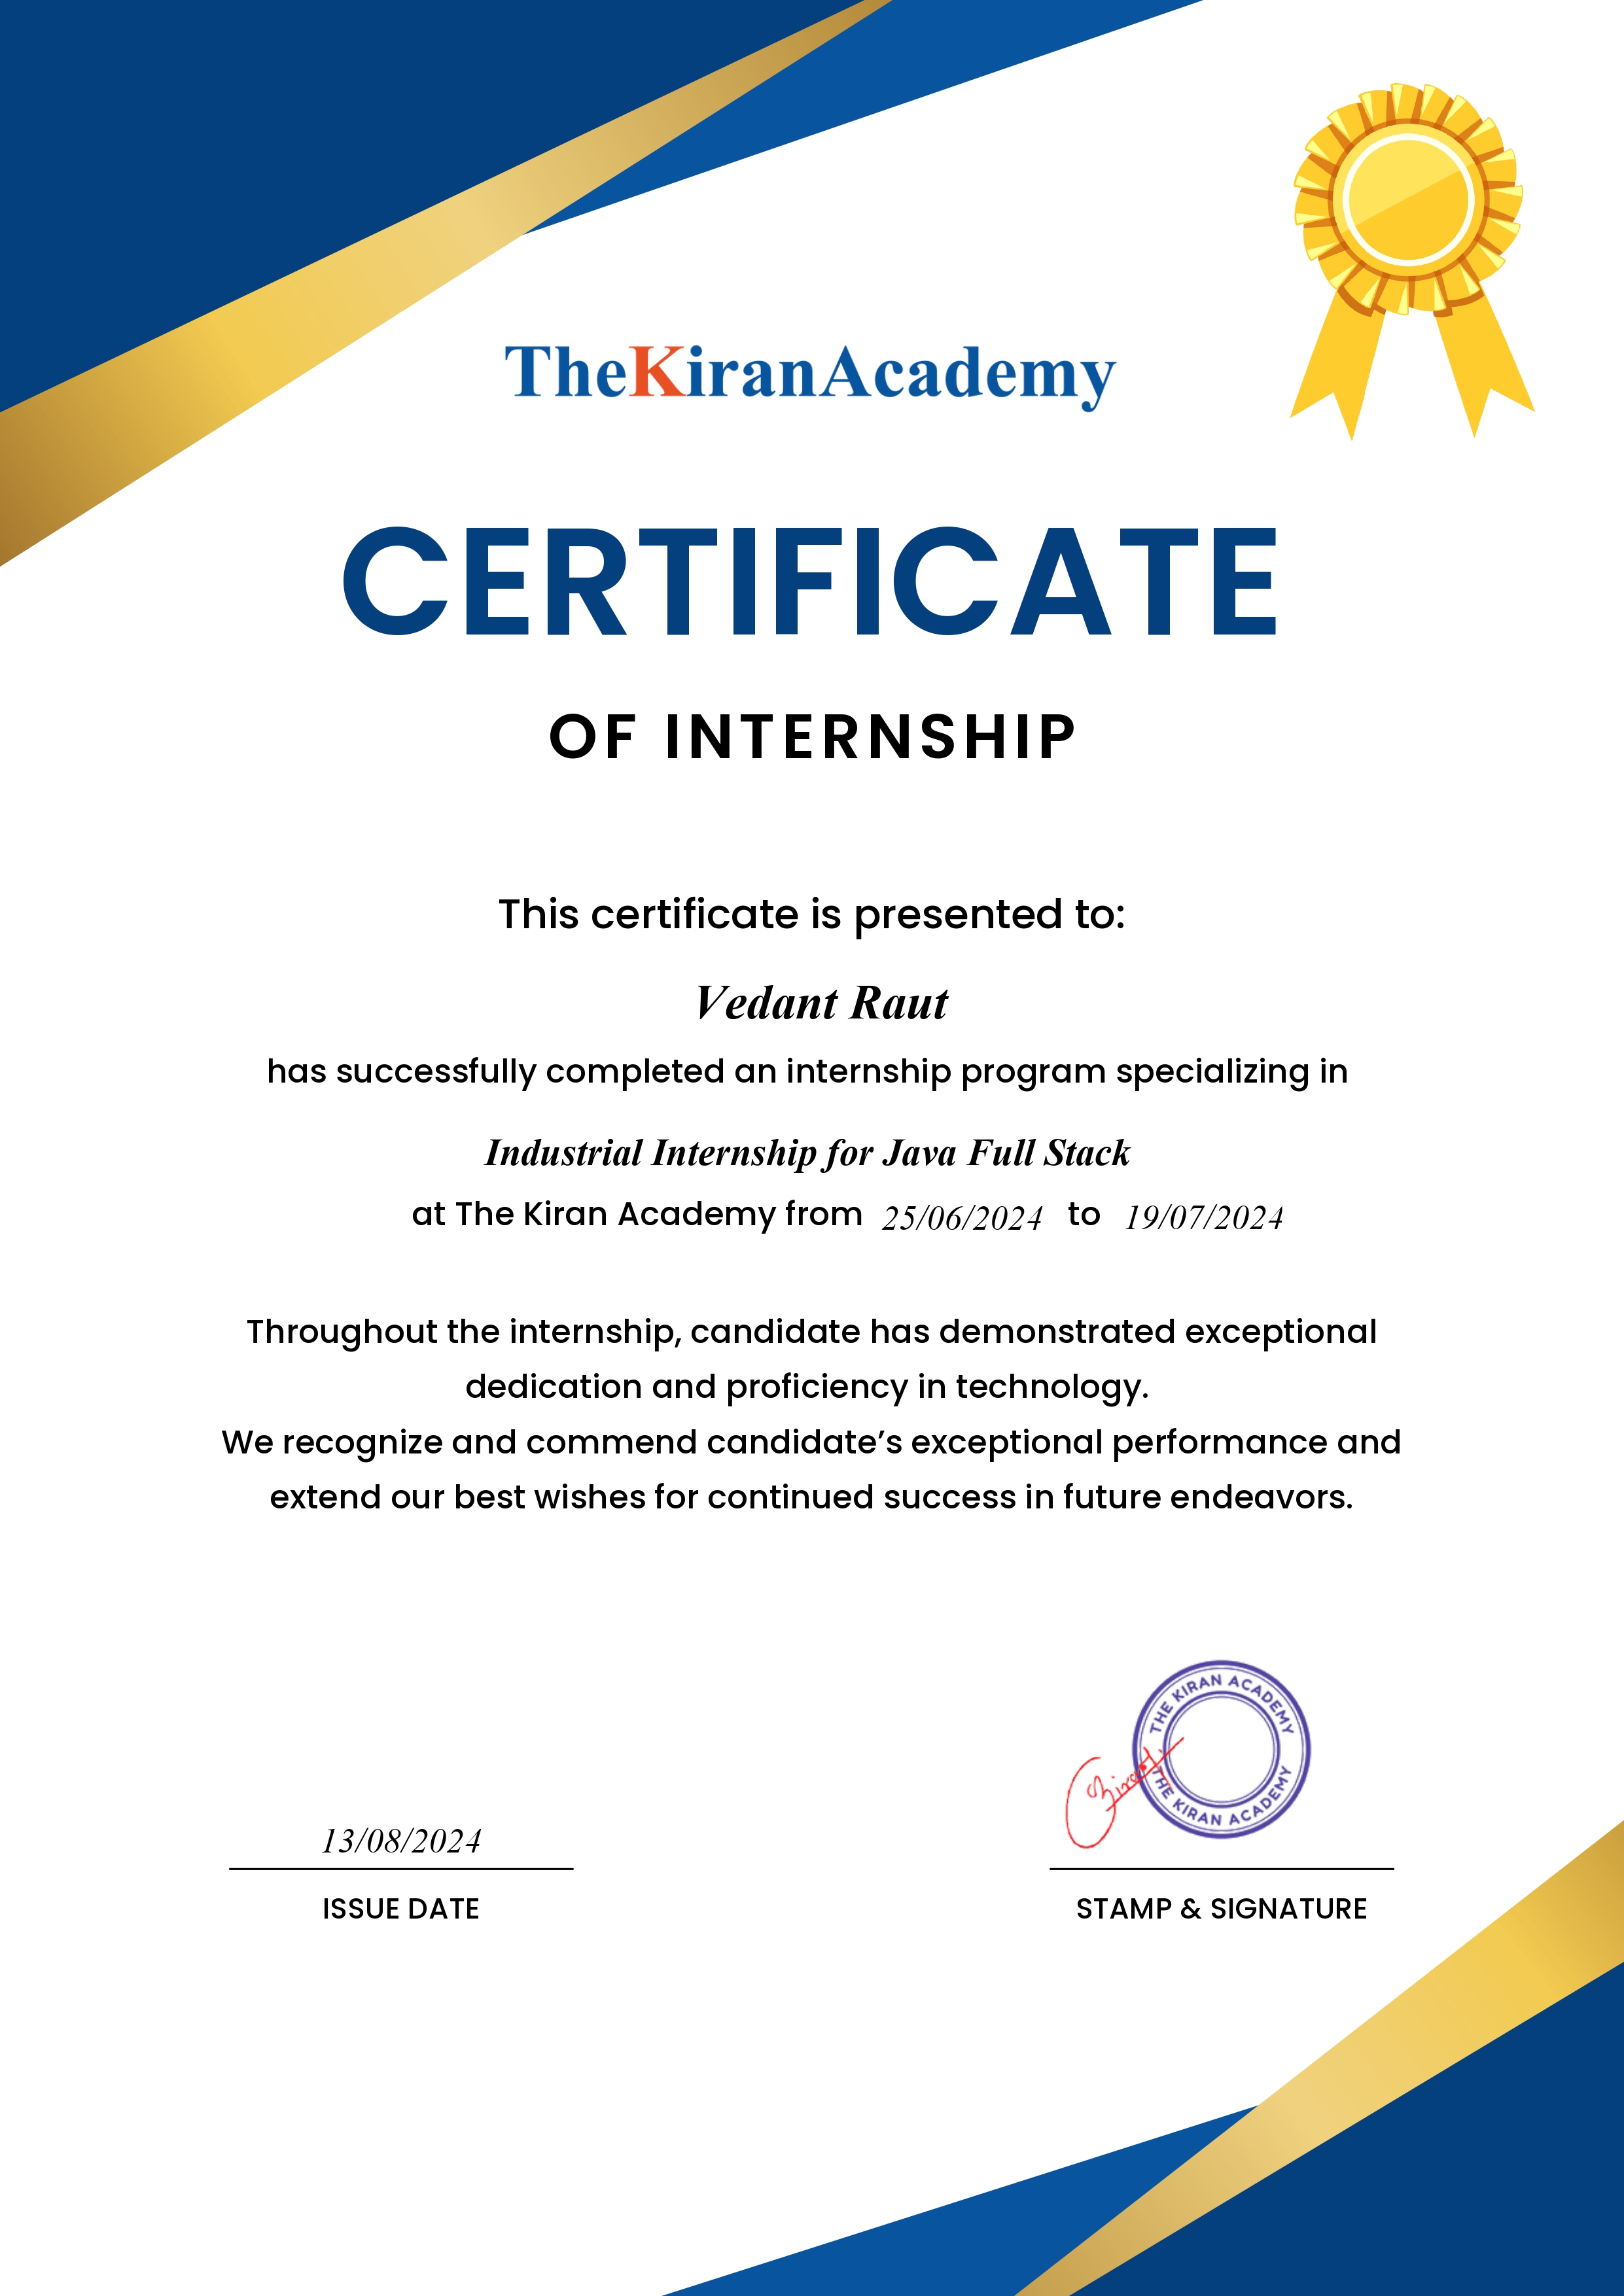 TheKiranAcademy
CERTIFICATE
OF INTERNSHIP
This certificate is presented to:
Vedant Raut
has successfully completed an internship program specializing in
Industrial Internship for Java Full Stack
at The Kiran Academy from 25/06/2024 to 19/07/2024
Throughout the internship, candidate has demonstrated exceptional
dedication and proficiency in technology.
We recognize and commend candidate’s exceptional performance and
extend our best wishes for continued success in future endeavors.
THE KIRAN ACADEMY
THE KIRAN ACADEMY
13/08/2024
ISSUE DATE
STAMP & SIGNATURE